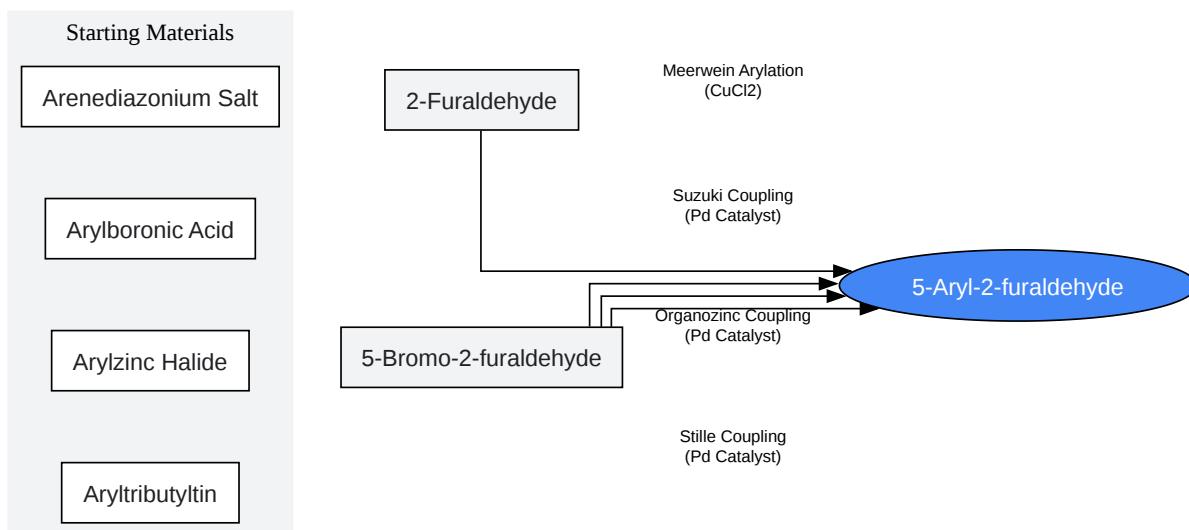 Starting Materials
Arenediazonium Salt
Arylboronic Acid
Arylzinc Halide
Aryltributyltin
2-Furaldehyde
5-Bromo-2-furaldehyde
Meerwein Arylation
(CuCl2)
Suzuki Coupling
(Pd Catalyst)
Organozinc Coupling
(Pd Catalyst)
Stille Coupling
(Pd Catalyst)
5-Aryl-2-furaldehyde